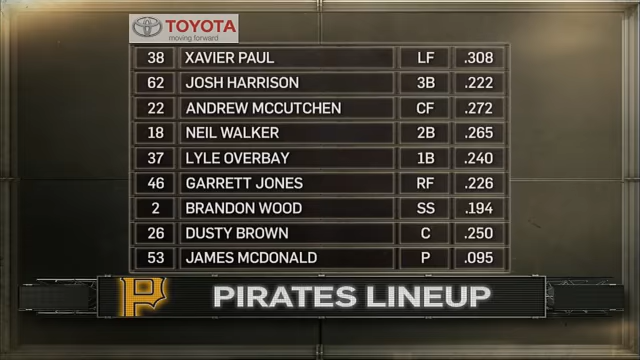 TOYOTA
moving forward
38 XAVIER PAUL LF .308
62 JOSH HARRISON 3B .222
22 ANDREW MCCUTCHEN CF .272
18 NEIL WALKER 2B .265
37 LYLE OVERBAY 1B .240
46 GARRETT JONES RF .226
2 BRANDON WOOD SS .194
26 DUSTY BROWN C .250
53 JAMES MCDONALD P .095
P PIRATES LINEUP